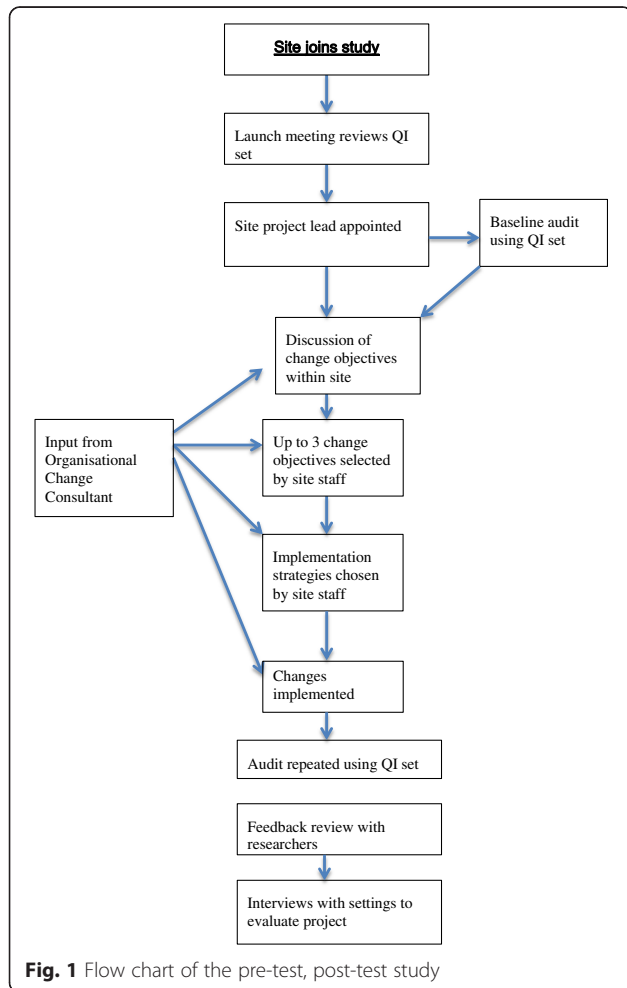 Site joins study
Launch meeting reviews QI
set
Site project lead appointed
Baseline audit
using QI set
Discussion of
change objectives
within site
Input from
Organisational
Change
Consultant
Up to 3 change
objectives selected
by site staff
Implementation
strategies chosen
by site staff
Changes
implemented
Audit repeated using QI set
Feedback review with
researchers
Interviews with settings to
evaluate project
Fig. 1 Flow chart of the pre-test, post-test study